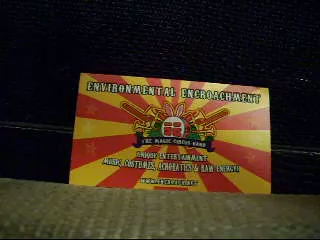 ENVIRONMENTAL ENCROACHMENT
THE MAGIC CIRCUS BAND
UNIQUE ENTERTAINMENT
MUSIC, COSTUMES, ACROBATICS & RAW ENERGY!